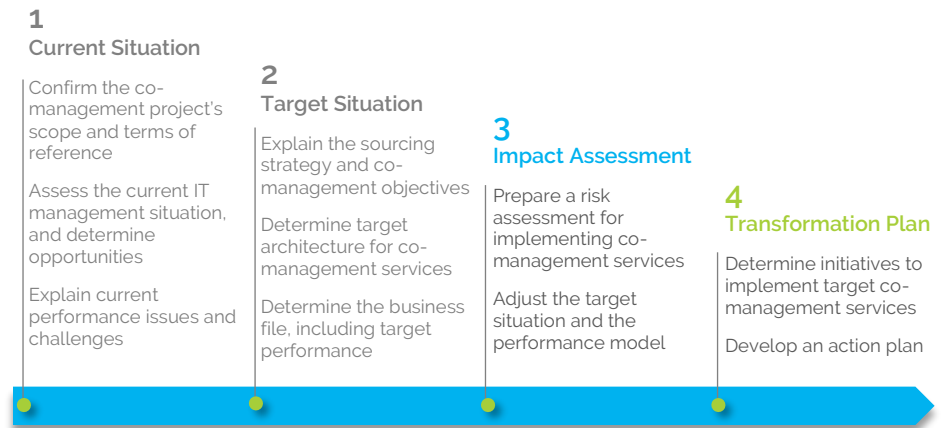 1
Current Situation
Confirm the co-
management project's
scope and terms of
reference
Assess the current IT
management situation,
and determine
opportunities
Explain current
performance issues and
challenges
2
Target Situation
Explain the sourcing
strategy and co-
management objectives
Determine target
architecture for co-
management services
Determine the business
file, including target
performance
3
Impact Assessment
Prepare a risk
assessment for
implementing co-
management services
Adjust the target
situation and the
performance model
4
Transformation Plan
Determine initiatives to
implement target co-
management services
Develop an action plan